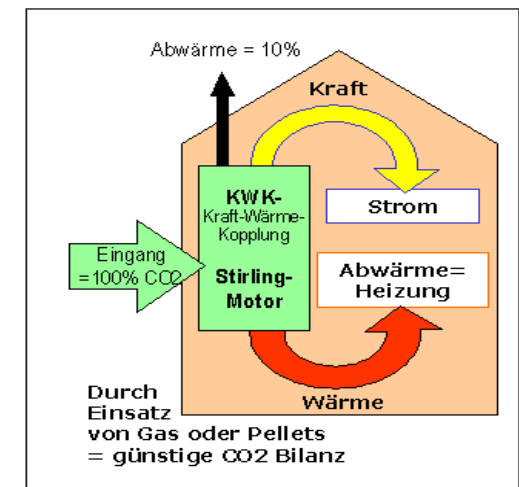 Abwärme = 10%
Kraft
KWK-
Kraft-Wärme-
Kopplung
Stirling-
Motor
Strom
Eingang
=100% CO2
Abwärme=
Heizung
Wärme
Durch
Einsatz
von Gas oder Pellets
= günstige CO2 Bilanz